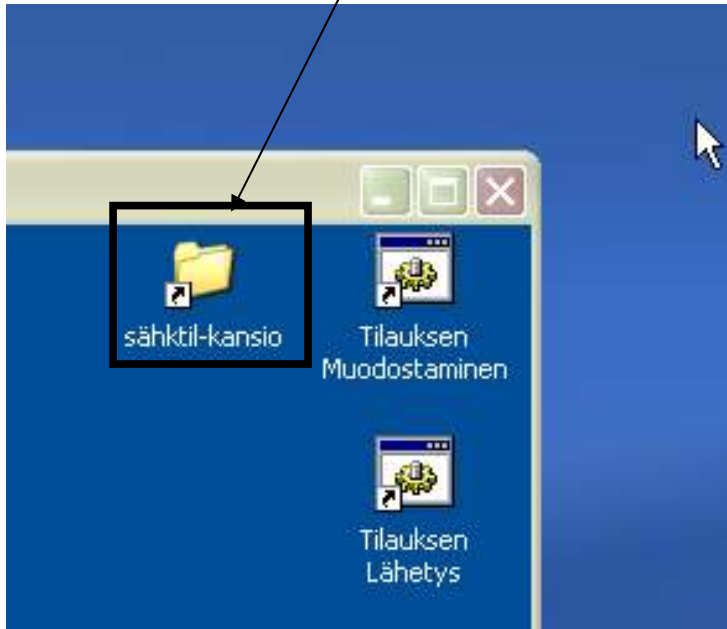 sähktil-kansio
Tilauksen
Muodostaminen
Tilauksen
Lähetys